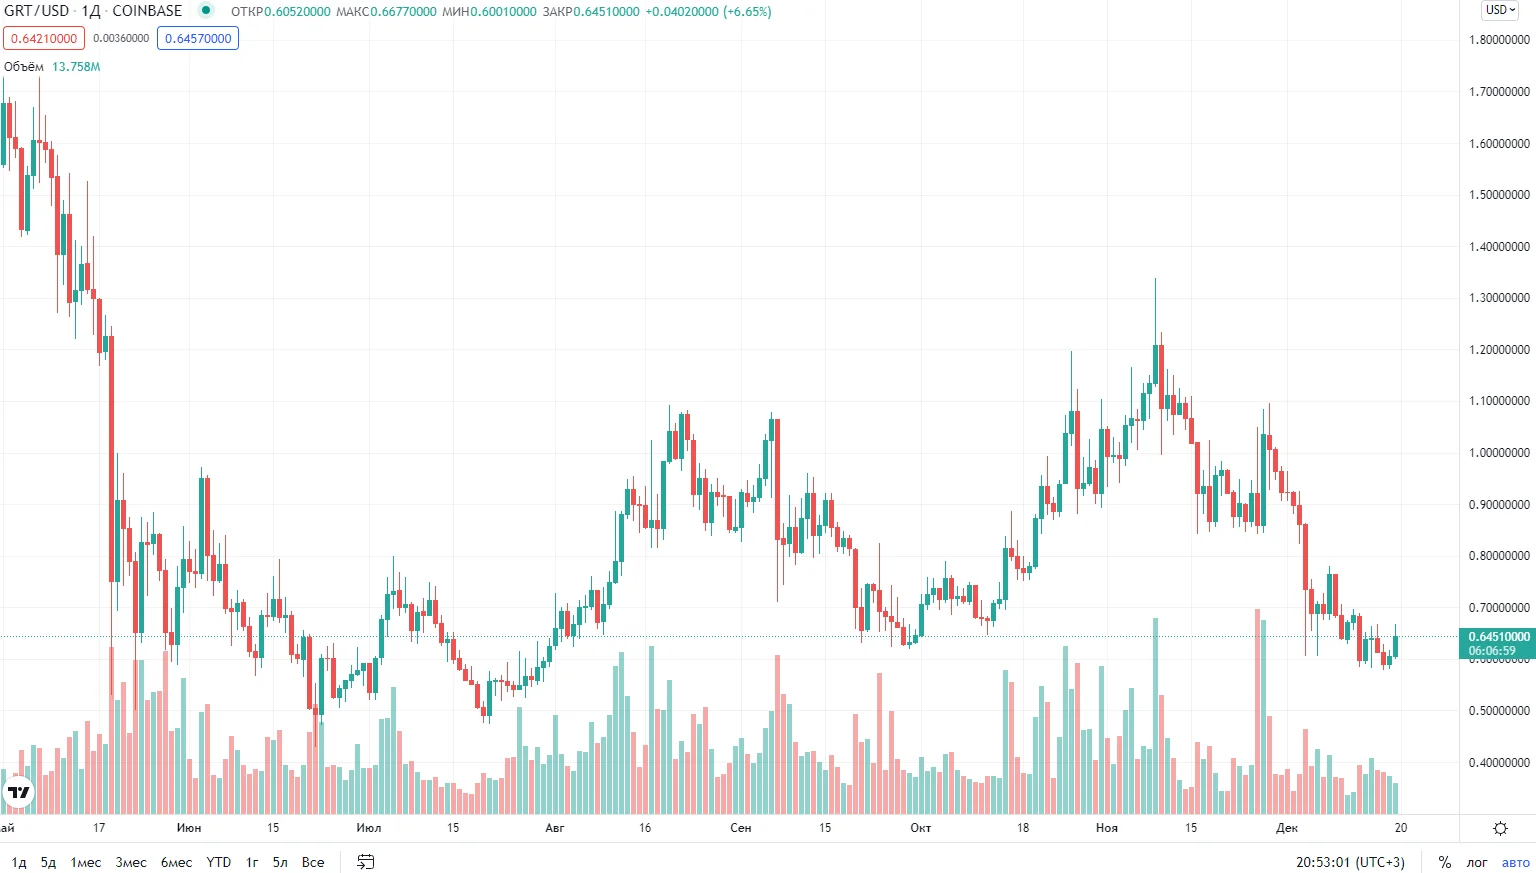 GRT/USD · 1Д · COINBASE ОТКР0.60520000 МАКС0.66770000 МИН0.60010000 ЗАКР0.64510000 +0.04020000 (+6.65%)
USD
0.64210000 0.00360000 0.64570000
Объём 13.758M
1.80000000
1.70000000
1.60000000
1.50000000
1.40000000
1.30000000
1.20000000
1.10000000
1.00000000
0.90000000
0.80000000
0.70000000
0.64510000
06:06:59
0.60000000
0.50000000
0.40000000
ай 17 Июн 15 Июл 15 Авг 16 Сен 15 Окт 18 Ноя 15 Дек 20
1д 5д 1мес 3мес 6мес YTD 1г 5л Все 20:53:01 (UTC+3) % лог авто